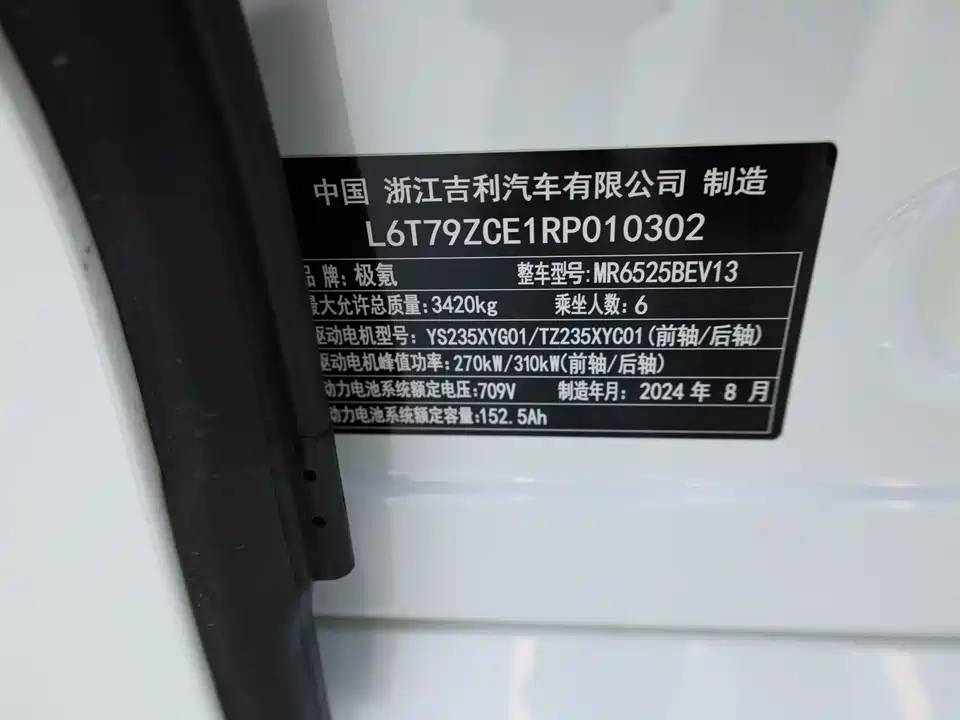 中国 浙江吉利汽车有限公司 制造
L6T79ZCE1RP010302
品 牌: 极氪 整车型号:MR6525BEV13
最大允许总质量:3420kg 乘坐人数: 6
驱动电机型号: YS235XYG01/TZ235XYC01(前轴/后轴)
驱动电机峰值功率:270kW/310kW(前轴/后轴)
动力电池系统额定电压:709V 制造年月: 2024 年 8 月
动力电池系统额定容量:152.5Ah